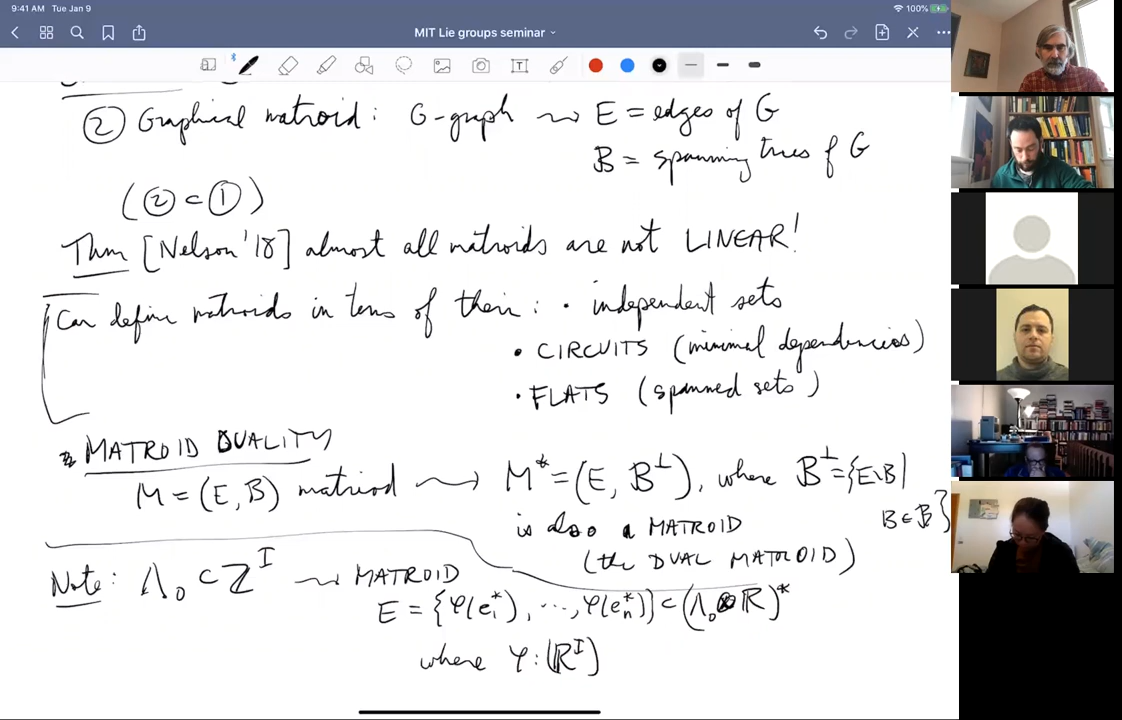 9:41 AM Tue Jan 9
100%
MIT Lie groups seminar
② Graphical matroid: G-graph ⇝ E = edges of G
B = spanning trees of G
(② ⊂ ①)
Thm [Nelson '18] almost all matroids are not LINEAR!
Can define matroids in terms of their: • independent sets
• CIRCUITS (minimal dependencies)
• FLATS (spanned sets)
MATROID DUALITY
M = (E, B) matroid ⇝ M* = (E, B^⊥), where B^⊥ = {E\B |
B ∈ B}
is also a MATROID
(the DUAL MATROID)
Note: Λ₀ ⊂ Z^I ⇝ MATROID
E = {φ(e₁*), ..., φ(eₙ*)} ⊂ (Λ₀ ⊗ R)*
where φ: (R^I)